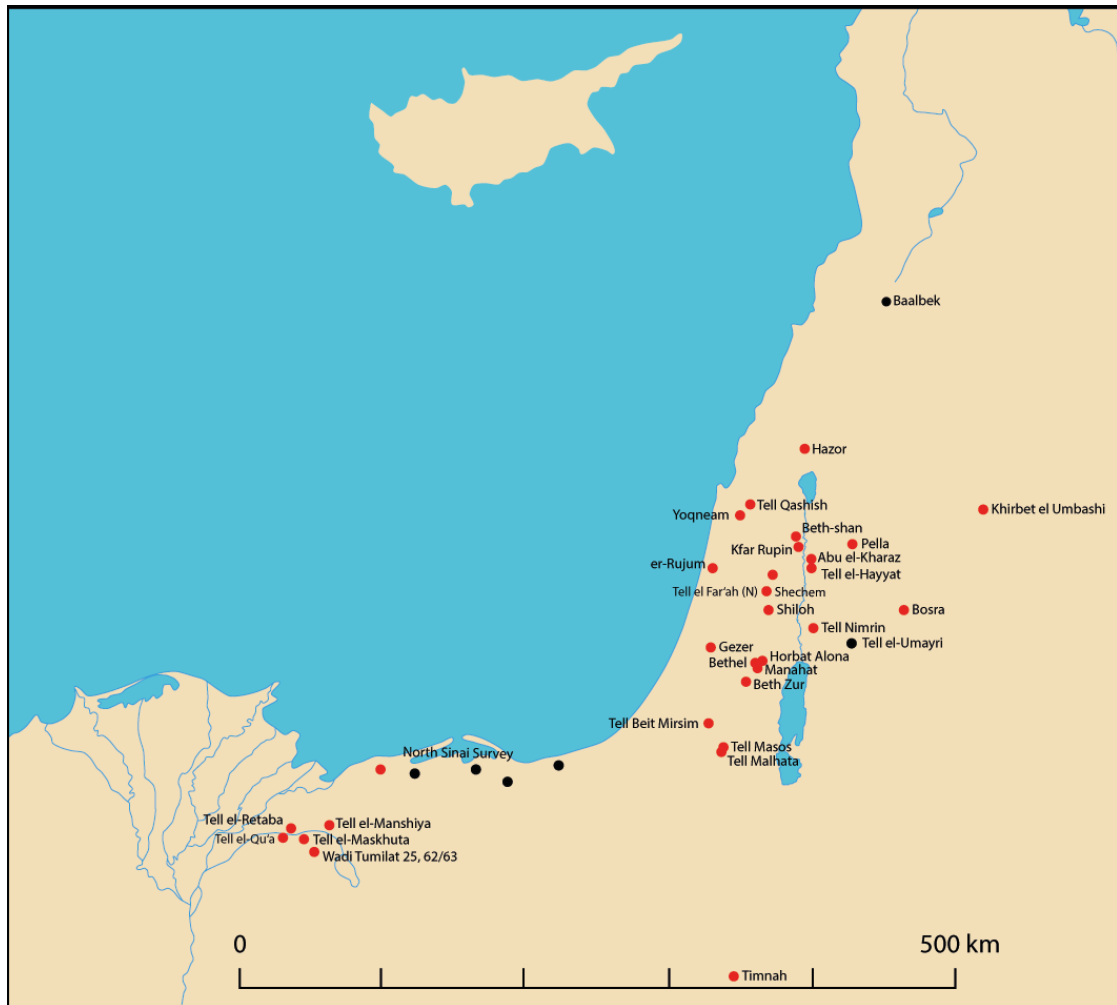 Baalbek
Hazor
Tell Qashish
Khirbet el Umbashi
Yoqneam
Beth-shan
Pella
Kfar Rupin
Abu el-Kharaz
er-Rujum
Tell el-Hayyat
Tell el Far'ah (N)
Shechem
Shiloh
Bosra
Tell Nimrin
Tell el-Umayri
Gezer
Horbat Alona
Bethel
Manahat
Beth Zur
Tell Beit Mirsim
Tell Masos
North Sinai Survey
Tell Malhata
Tell el-Retaba
Tell el-Manshiya
Tell el-Qu'a
Tell el-Maskhuta
Wadi Tumilat 25, 62/63
0
500 km
Timnah